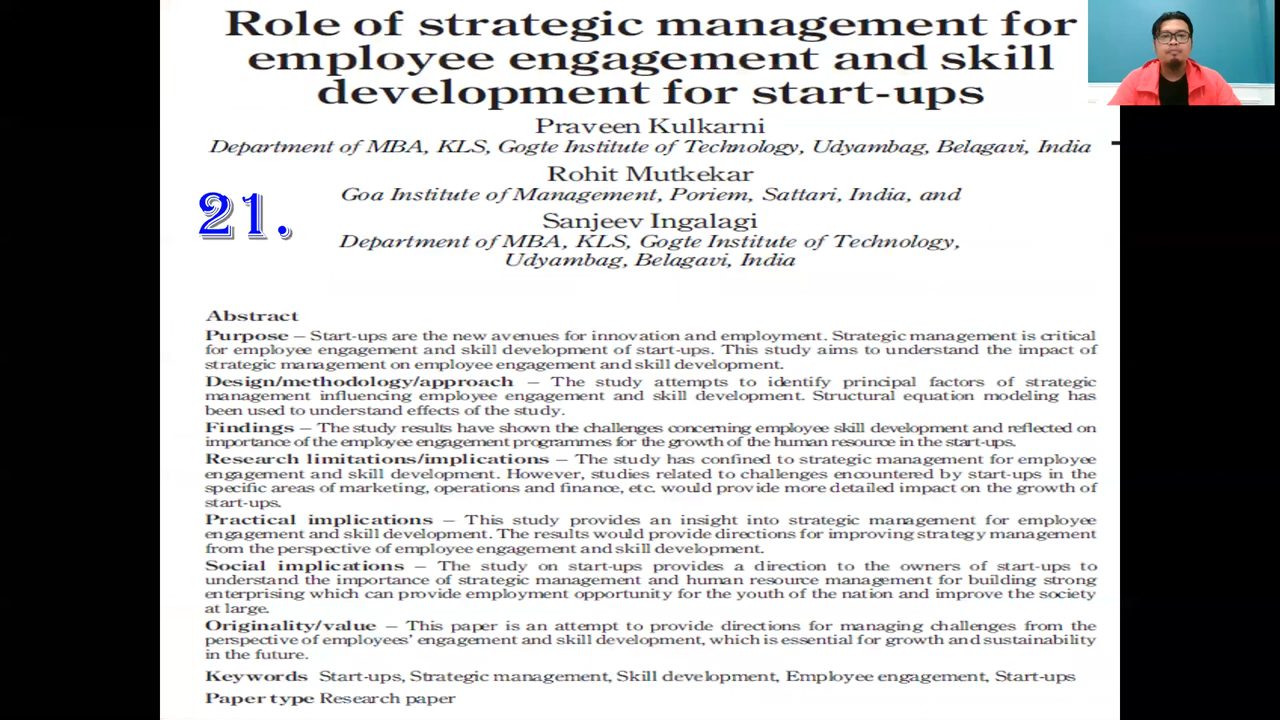 Role of strategic management for
employee engagement and skill
development for start-ups
Praveen Kulkarni
Department of MBA, KLS, Gogte Institute of Technology, Udyambag, Belagavi, India
Rohit Mutkekar
Goa Institute of Management, Poriem, Sattari, India, and
21.
Sanjeev Ingalagi
Department of MBA, KLS, Gogte Institute of Technology,
Udyambag, Belagavi, India
Abstract
Purpose – Start-ups are the new avenues for innovation and employment. Strategic management is critical
for employee engagement and skill development of start-ups. This study aims to understand the impact of
strategic management on employee engagement and skill development.
Design/methodology/approach – The study attempts to identify principal factors of strategic
management influencing employee engagement and skill development. Structural equation modeling has
been used to understand effects of the study.
Findings – The study results have shown the challenges concerning employee skill development and reflected on
importance of the employee engagement programmes for the growth of the human resource in the start-ups.
Research limitations/implications – The study has confined to strategic management for employee
engagement and skill development. However, studies related to challenges encountered by start-ups in the
specific areas of marketing, operations and finance, etc. would provide more detailed impact on the growth of
start-ups.
Practical implications – This study provides an insight into strategic management for employee
engagement and skill development. The results would provide directions for improving strategy management
from the perspective of employee engagement and skill development.
Social implications – The study on start-ups provides a direction to the owners of start-ups to
understand the importance of strategic management and human resource management for building strong
enterprising which can provide employment opportunity for the youth of the nation and improve the society
at large.
Originality/value – This paper is an attempt to provide directions for managing challenges from the
perspective of employees' engagement and skill development, which is essential for growth and sustainability
in the future.
Keywords Start-ups, Strategic management, Skill development, Employee engagement, Start-ups
Paper type Research paper